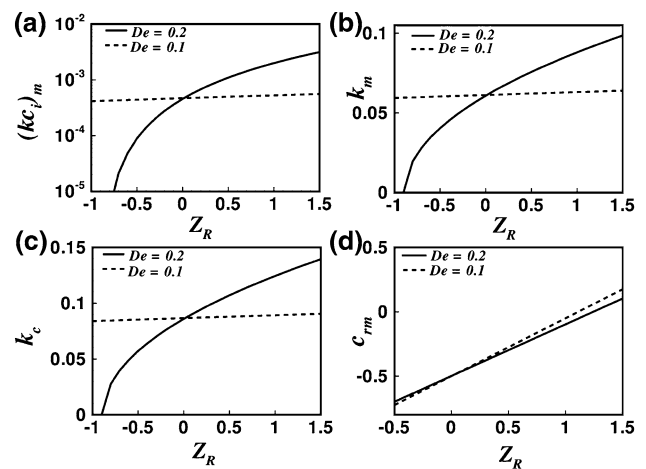 (a)
10⁻²
10⁻³
10⁻⁴
10⁻⁵
(kcᵢ)ₘ
De = 0.2
De = 0.1
-1 -0.5 0 0.5 1 1.5
Z_R
(b)
0.1
0.05
0
kₘ
De = 0.2
De = 0.1
-1 -0.5 0 0.5 1 1.5
Z_R
(c)
0.15
0.1
0.05
0
k_c
De = 0.2
De = 0.1
-1 -0.5 0 0.5 1 1.5
Z_R
(d)
0.5
0
-0.5
c_rm
De = 0.2
De = 0.1
-0.5 0 0.5 1 1.5
Z_R